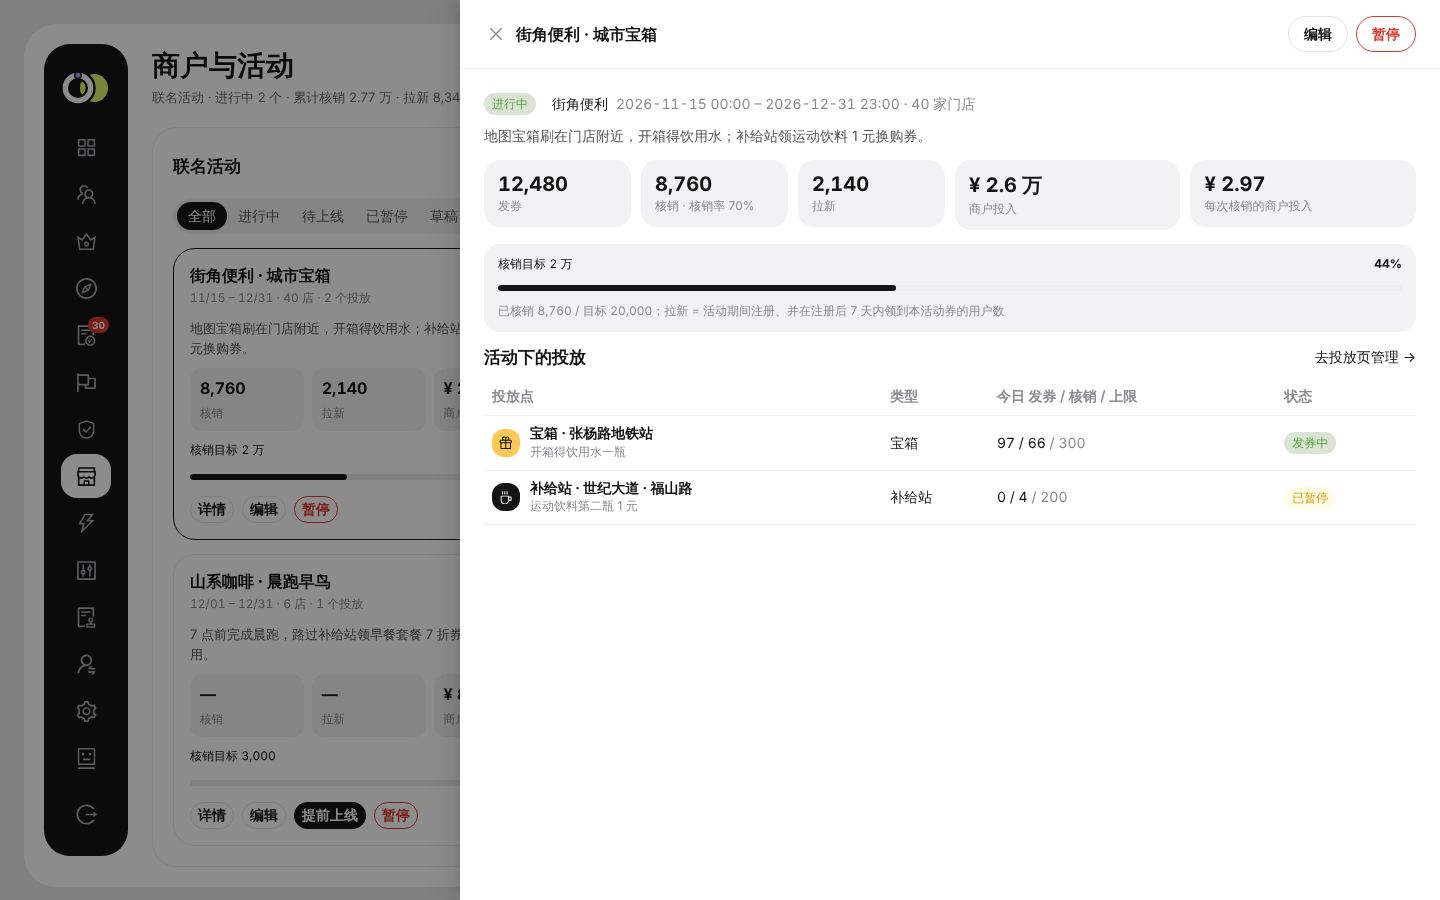 商户与活动
联名活动 · 进行中 2 个 · 累计核销 2.77 万 · 拉新 8,34
联名活动
全部 进行中 待上线 已暂停 草稿
街角便利 · 城市宝箱
11/15 – 12/31 · 40 店 · 2 个投放
地图宝箱刷在门店附近，开箱得饮用水；补给站
元换购券。
8,760 2,140 ¥
核销 拉新
核销目标 2 万
详情 编辑 暂停
山系咖啡 · 晨跑早鸟
12/01 – 12/31 · 6 店 · 1 个投放
7 点前完成晨跑，路过补给站领早餐套餐 7 折券
用。
— — ¥
核销 拉新
核销目标 3,000
详情 编辑 提前上线 暂停
30
街角便利 · 城市宝箱
编辑 暂停
进行中 街角便利 2026-11-15 00:00 – 2026-12-31 23:00 · 40 家门店
地图宝箱刷在门店附近，开箱得饮用水；补给站领运动饮料 1 元换购券。
12,480 8,760 2,140 ¥ 2.6 万 ¥ 2.97
发券 核销 · 核销率 70% 拉新 商户投入 每次核销的商户投入
核销目标 2 万 44%
已核销 8,760 / 目标 20,000；拉新 = 活动期间注册、并在注册后 7 天内领到本活动券的用户数
活动下的投放 去投放页管理 →
投放点 类型 今日 发券 / 核销 / 上限 状态
宝箱 · 张杨路地铁站
开箱得饮用水一瓶
宝箱 97 / 66 / 300 发券中
补给站 · 世纪大道 · 福山路
运动饮料第二瓶 1 元
补给站 0 / 4 / 200 已暂停